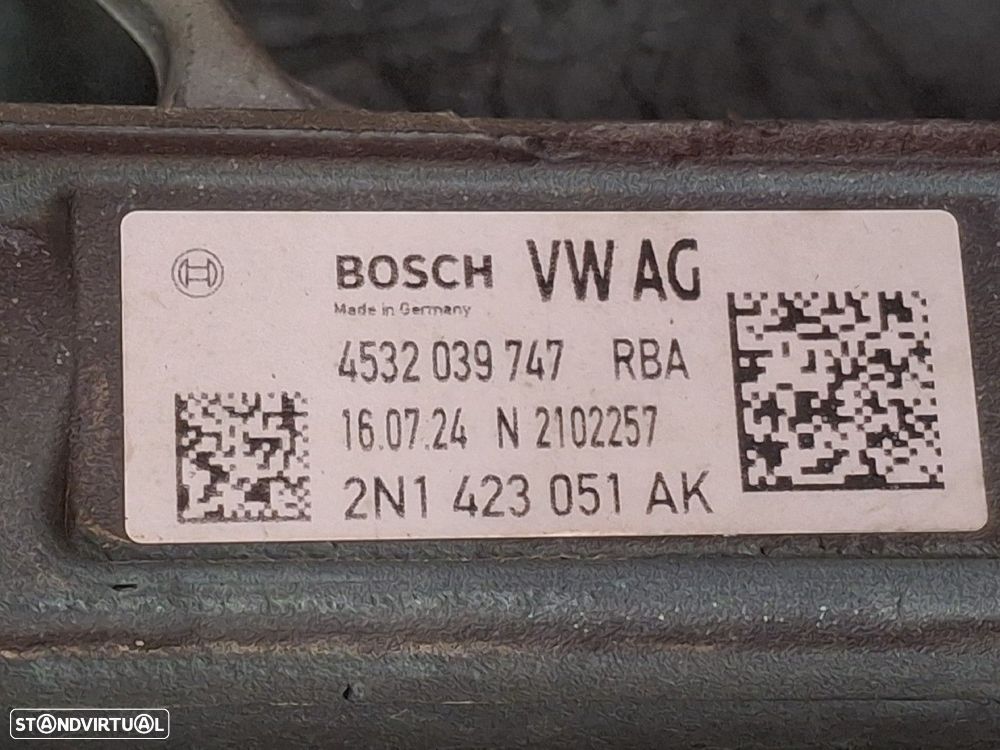 BOSCH VW AG
Made in Germany
4532 039 747 RBA
16.07.24 N 2102257
2N1 423 051 AK
STANDVIRTUAL